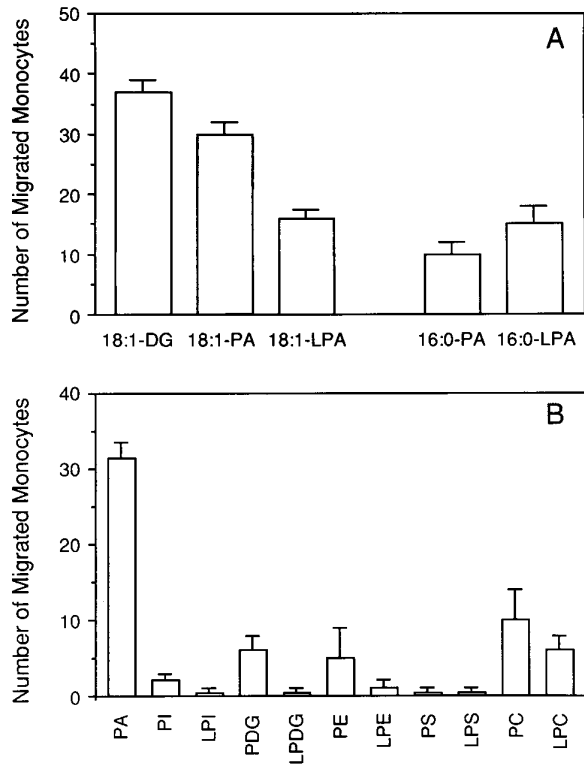 A
Number of Migrated Monocytes
50
40
30
20
10
0
18:1-DG 18:1-PA 18:1-LPA 16:0-PA 16:0-LPA
B
Number of Migrated Monocytes
40
30
20
10
0
PA PI LPI PDG LPDG PE LPE PS LPS PC LPC